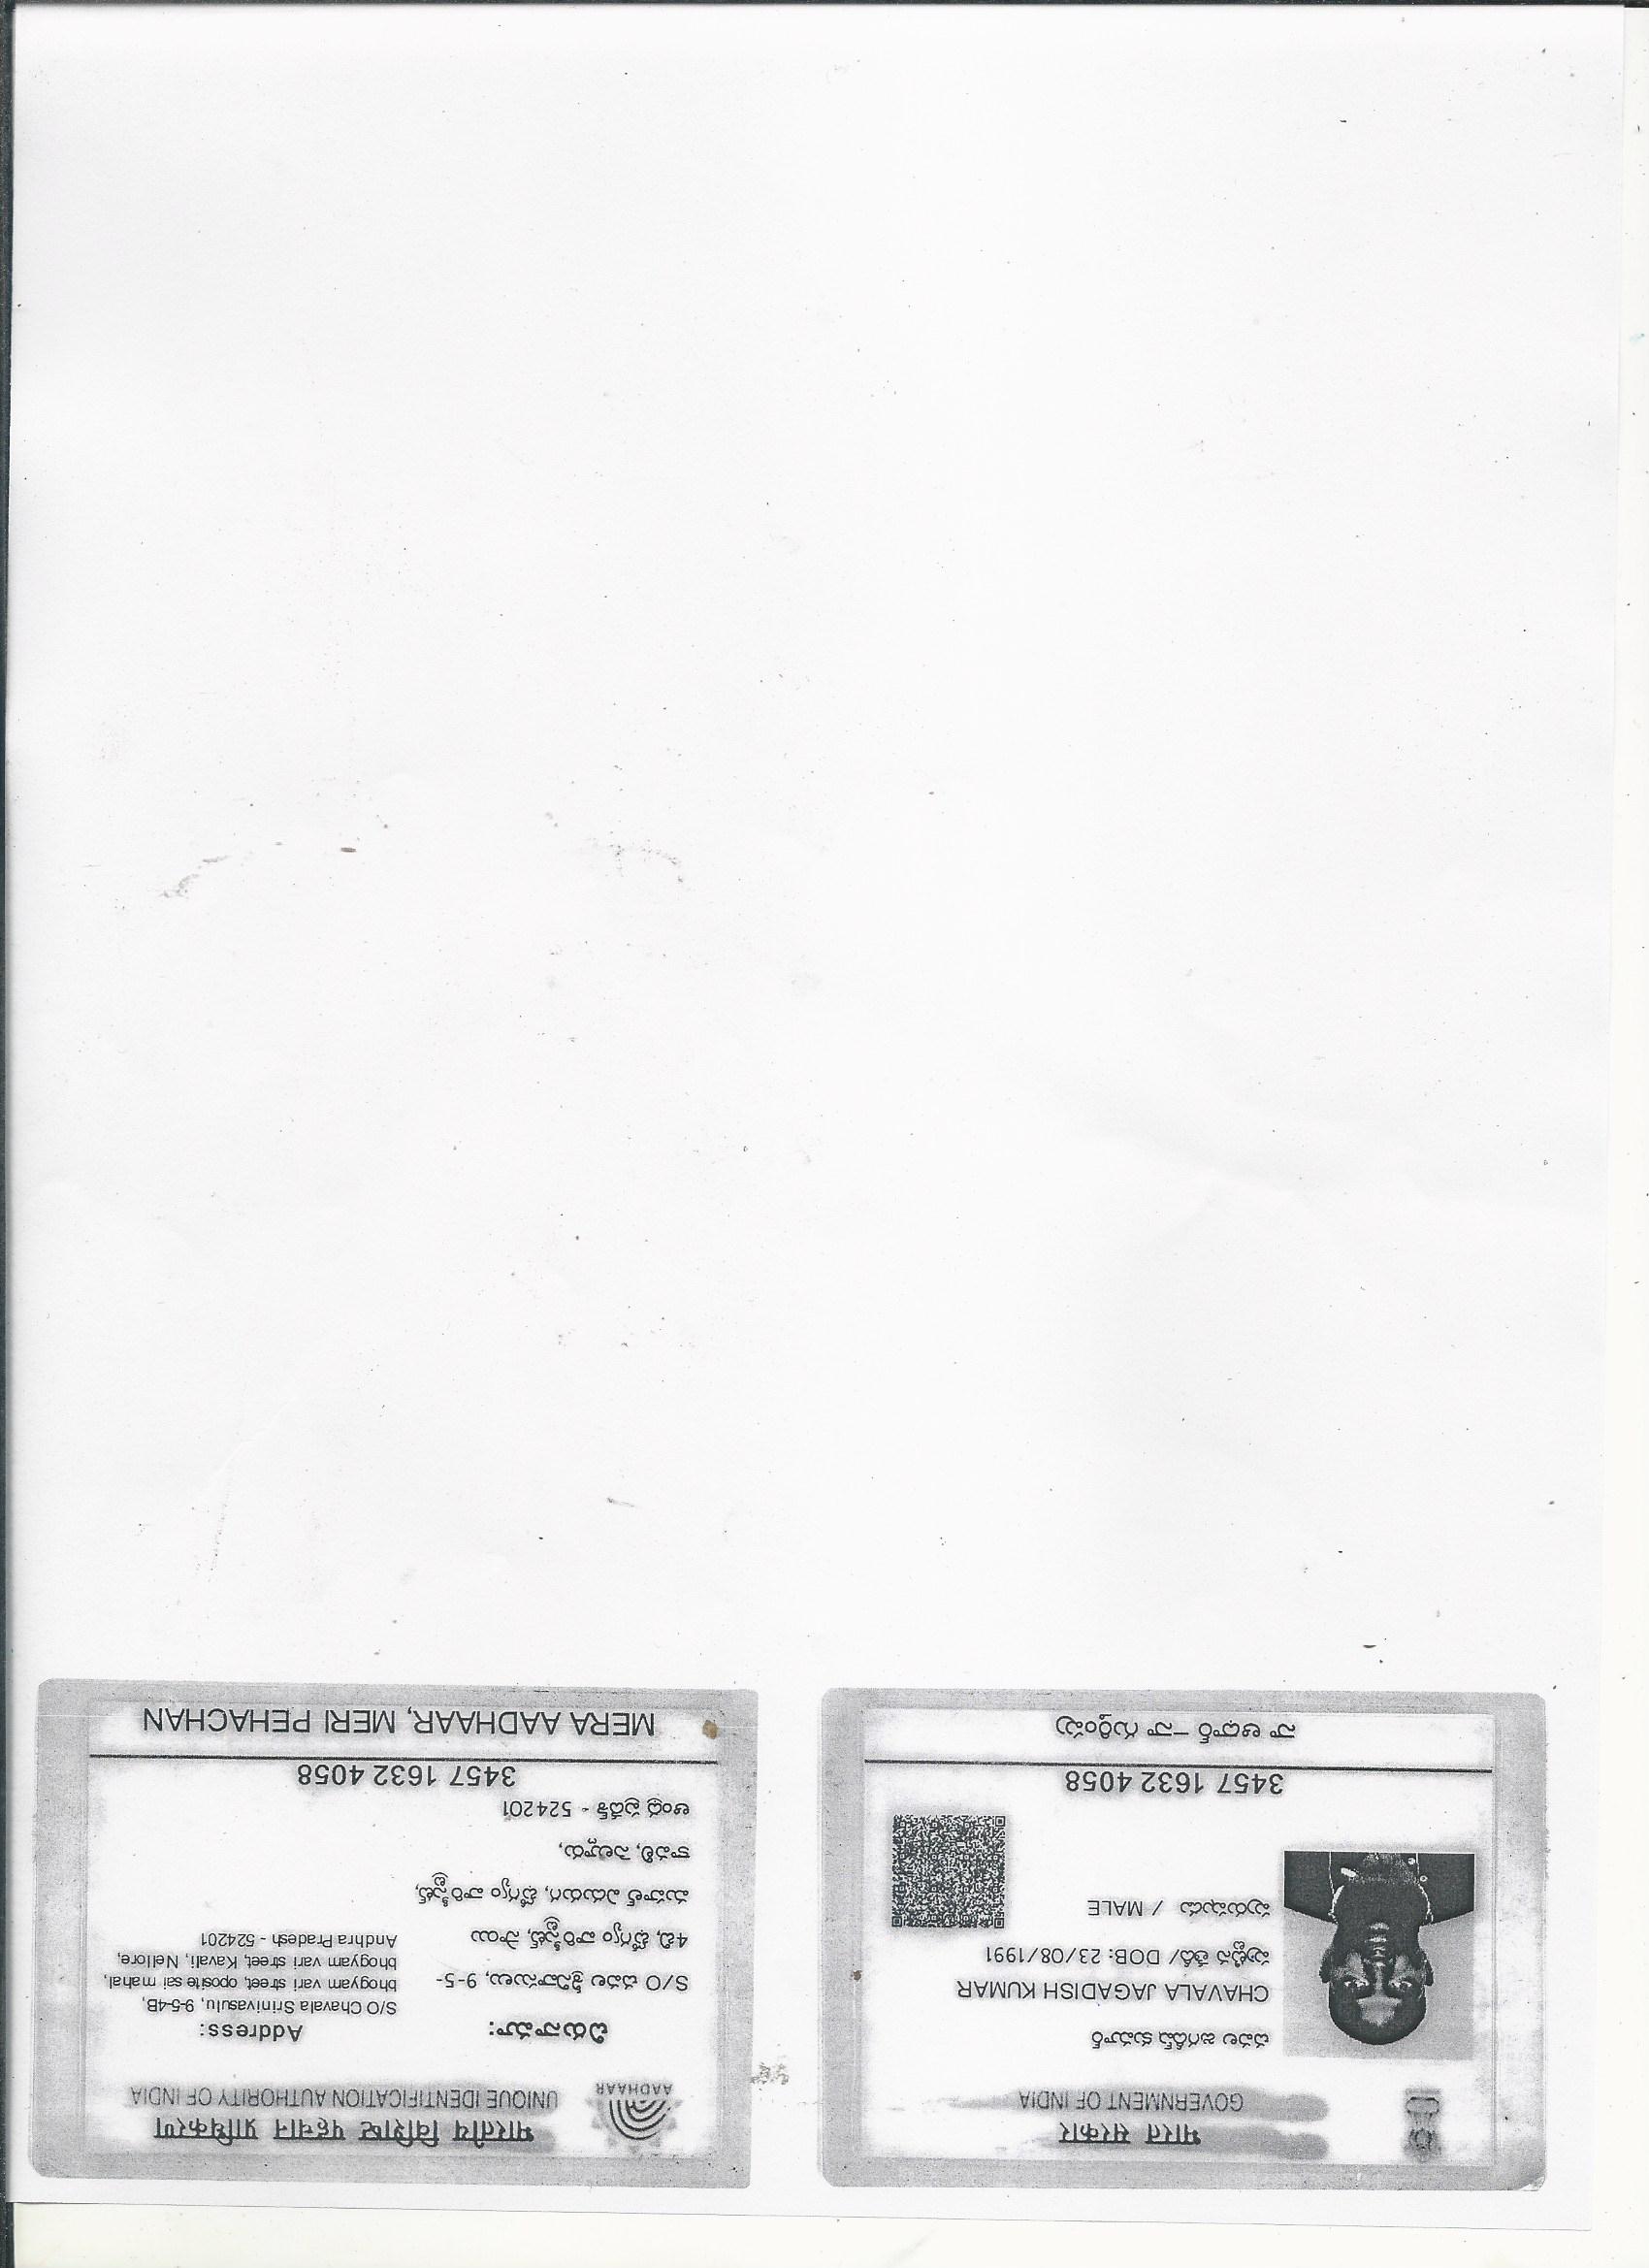 भारत सरकार
GOVERNMENT OF INDIA
చవల జగదీష్ కుమార్
CHAVALA JAGADISH KUMAR
పుట్టిన తేదీ/ DOB: 23/08/1991
పురుషుడు / MALE
3457 1632 4058
నా ఆధార్ –నా గుర్తింపు
भारतीय विशिष्ट पहचान प्राधिकरण
UNIQUE IDENTIFICATION AUTHORITY OF INDIA
AADHAAR
చిరునామా:
S/O చవల శ్రీనివాసులు, 9-5-
4బి, భోగ్యం వారి స్ట్రీట్, సాయి
మహల్ ఎదురుగ, భోగ్యం వారి స్ట్రీట్,
కావలి, నెల్లూరు,
ఆంధ్ర ప్రదేశ్ - 524201
Address:
S/O Chavala Srinivasulu, 9-5-4B,
bhogyam vari street, oposite sai mahal,
bhogyam vari street, Kavali, Nellore,
Andhra Pradesh - 524201
3457 1632 4058
MERA AADHAAR, MERI PEHACHAN